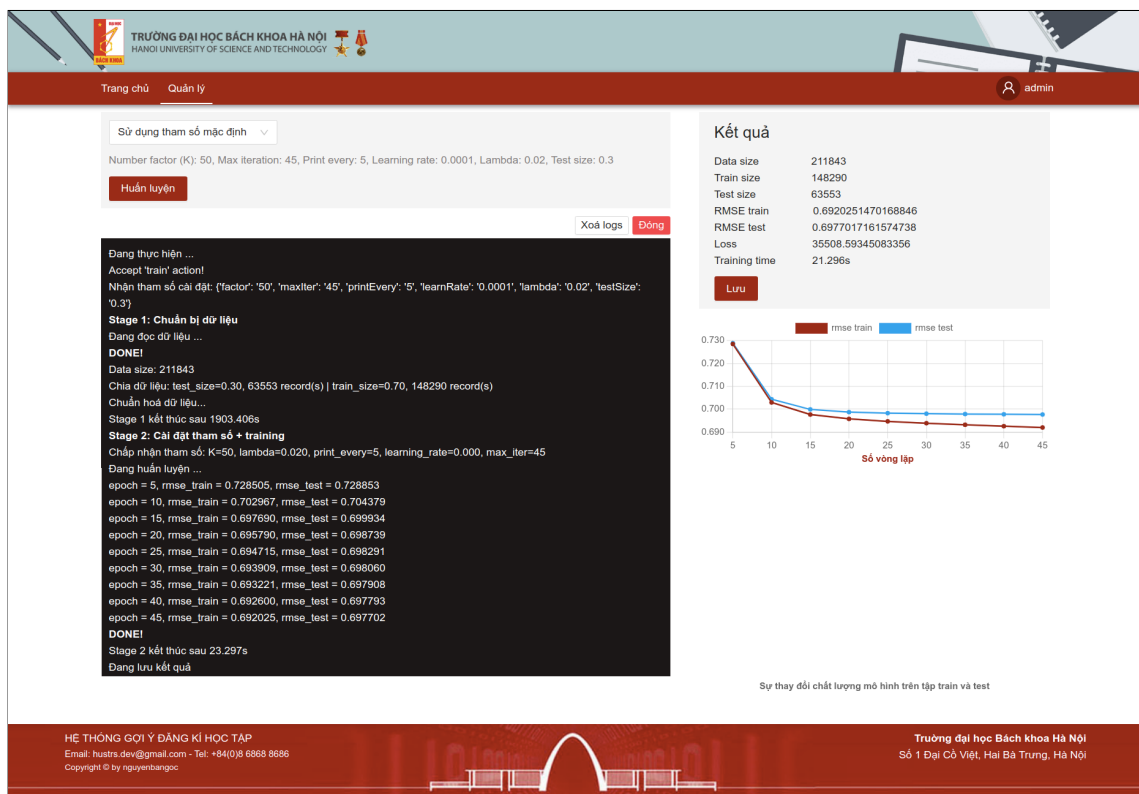 BKHN
BÁCH KHOA
TRƯỜNG ĐẠI HỌC BÁCH KHOA HÀ NỘI
HANOI UNIVERSITY OF SCIENCE AND TECHNOLOGY
Trang chủ Quản lý
admin
Sử dụng tham số mặc định
Number factor (K): 50, Max iteration: 45, Print every: 5, Learning rate: 0.0001, Lambda: 0.02, Test size: 0.3
Huấn luyện
Xoá logs Đóng
Đang thực hiện ...
Accept 'train' action!
Nhận tham số cài đặt: {'factor': '50', 'maxIter': '45', 'printEvery': '5', 'learnRate': '0.0001', 'lambda': '0.02', 'testSize':
'0.3'}
Stage 1: Chuẩn bị dữ liệu
Đang đọc dữ liệu ...
DONE!
Data size: 211843
Chia dữ liệu: test_size=0.30, 63553 record(s) | train_size=0.70, 148290 record(s)
Chuẩn hoá dữ liệu...
Stage 1 kết thúc sau 1903.406s
Stage 2: Cài đặt tham số + training
Chấp nhận tham số: K=50, lambda=0.020, print_every=5, learning_rate=0.000, max_iter=45
Đang huấn luyện ...
epoch = 5, rmse_train = 0.728505, rmse_test = 0.728853
epoch = 10, rmse_train = 0.702967, rmse_test = 0.704379
epoch = 15, rmse_train = 0.697690, rmse_test = 0.699934
epoch = 20, rmse_train = 0.695790, rmse_test = 0.698739
epoch = 25, rmse_train = 0.694715, rmse_test = 0.698291
epoch = 30, rmse_train = 0.693909, rmse_test = 0.698060
epoch = 35, rmse_train = 0.693221, rmse_test = 0.697908
epoch = 40, rmse_train = 0.692600, rmse_test = 0.697793
epoch = 45, rmse_train = 0.692025, rmse_test = 0.697702
DONE!
Stage 2 kết thúc sau 23.297s
Đang lưu kết quả
Kết quả
Data size 211843
Train size 148290
Test size 63553
RMSE train 0.6920251470168846
RMSE test 0.6977017161574738
Loss 35508.59345083356
Training time 21.296s
Lưu
rmse train rmse test
0.730
0.720
0.710
0.700
0.690
5 10 15 20 25 30 35 40 45
Số vòng lặp
Sự thay đổi chất lượng mô hình trên tập train và test
HỆ THỐNG GỢI Ý ĐĂNG KÍ HỌC TẬP
Email: hustrs.dev@gmail.com - Tel: +84(0)8 6868 8686
Copyright © by nguyenbangoc
Trường đại học Bách khoa Hà Nội
Số 1 Đại Cồ Việt, Hai Bà Trưng, Hà Nội